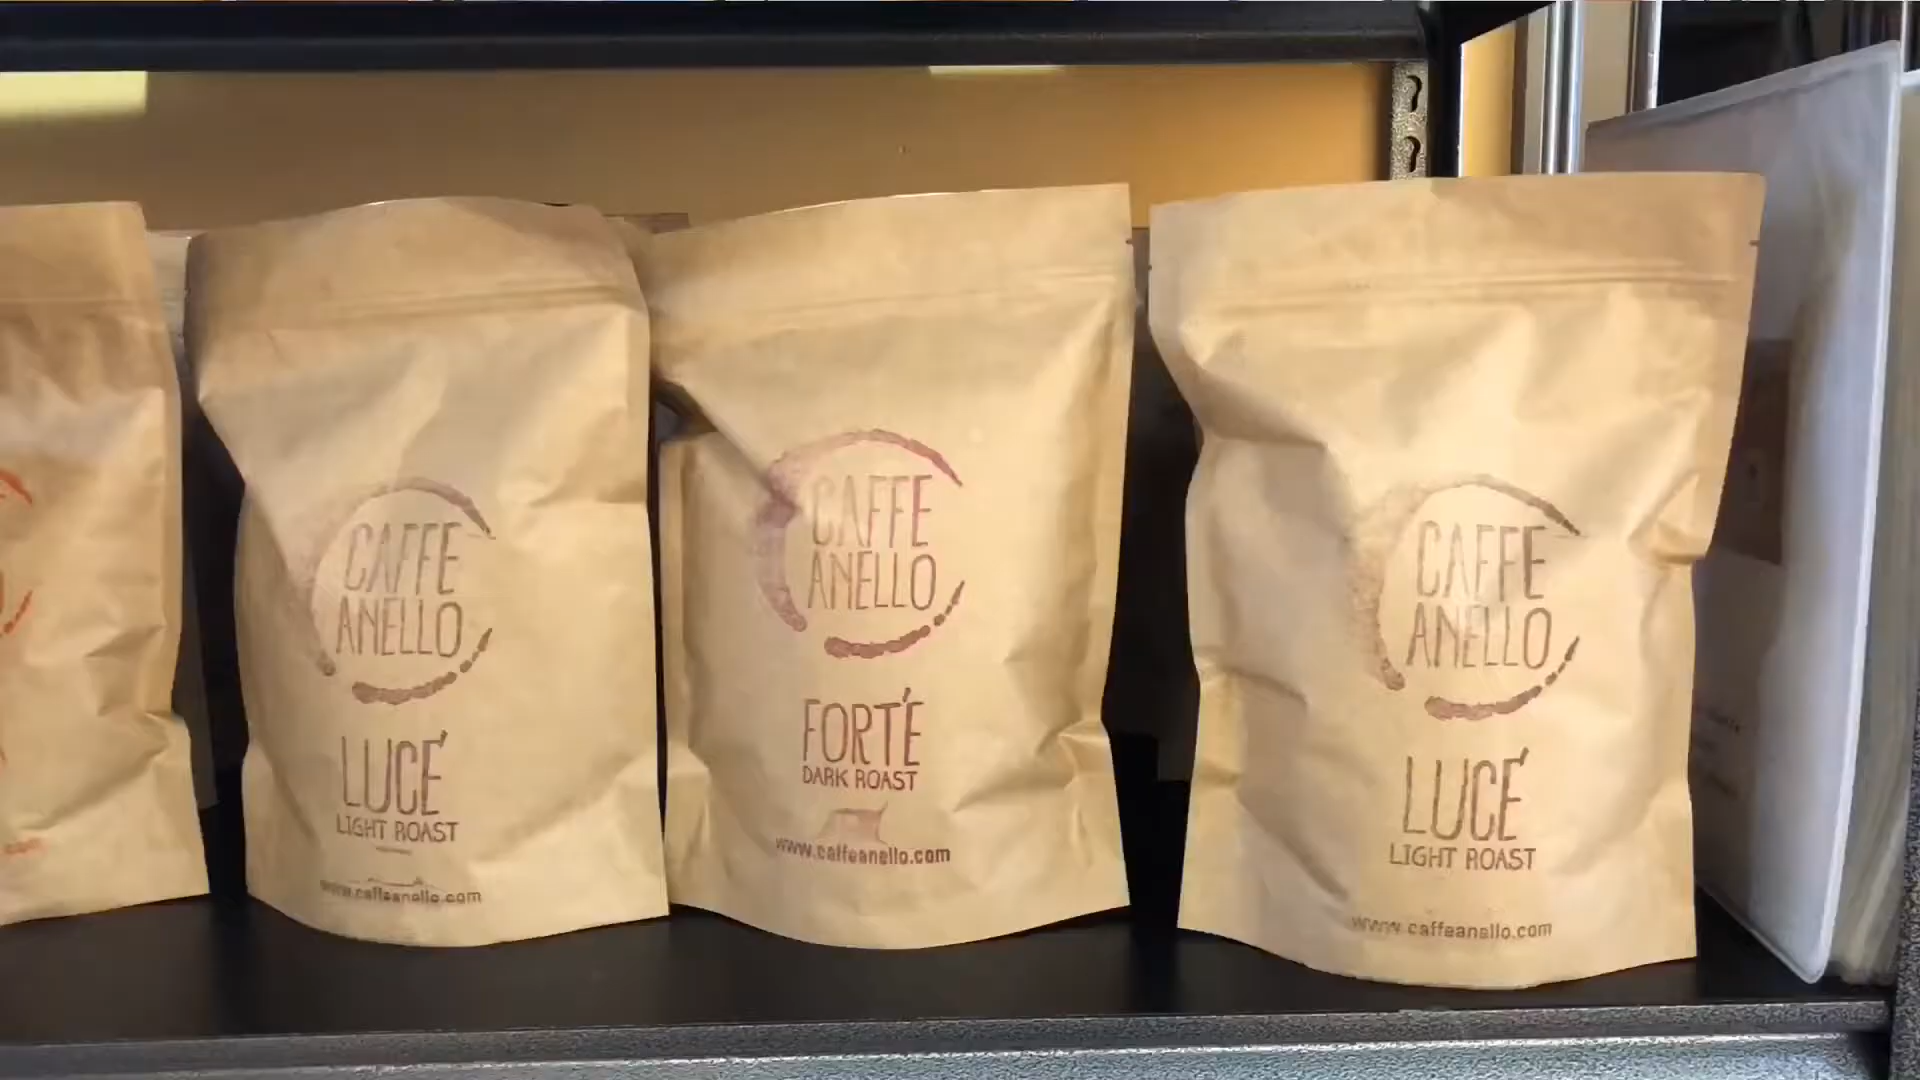 CAFFE
ANELLO
LUCÉ
LIGHT ROAST
www.caffeanello.com
CAFFE
ANELLO
FORTÉ
DARK ROAST
www.caffeanello.com
CAFFE
ANELLO
LUCÉ
LIGHT ROAST
www.caffeanello.com